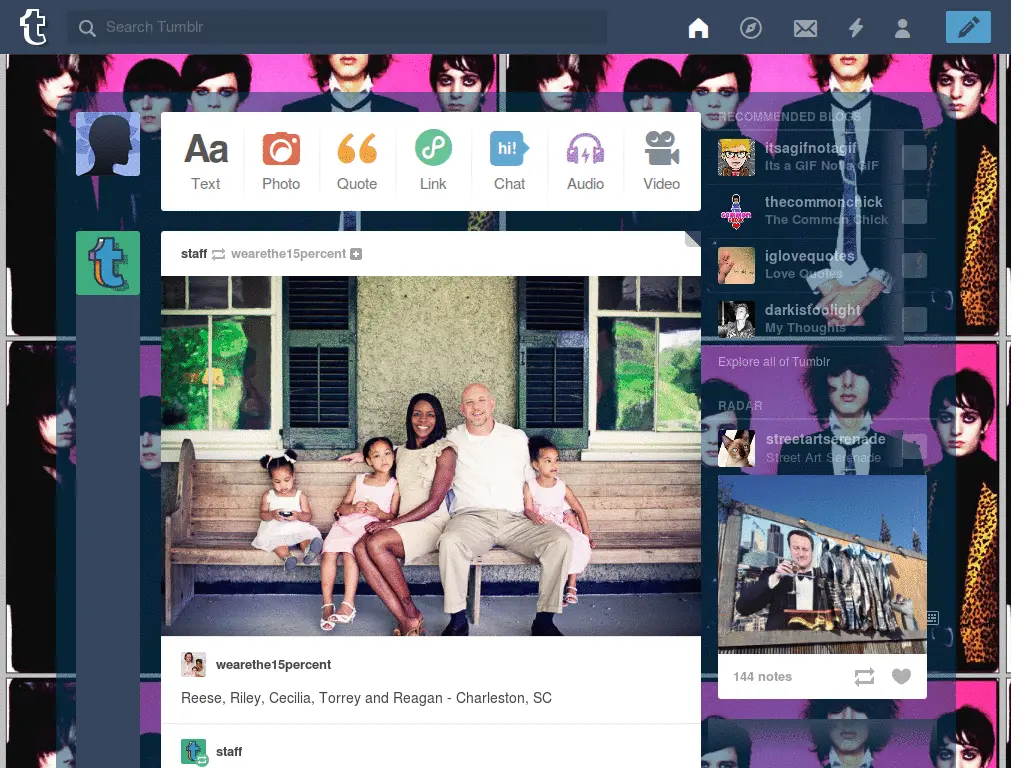 t
Search Tumblr
Aa
Text
Photo
Quote
Link
hi!
Chat
Audio
Video
RECOMMENDED BLOGS
itsagifnotagif
Its a GIF Not a GIF
thecommonchick
The Common Chick
iglovequotes
Love Quotes
darkistoolight
My Thoughts
Explore all of Tumblr
RADAR
streetartserenade
Street Art Serenade
144 notes
staff wearethe15percent
wearethe15percent
Reese, Riley, Cecilia, Torrey and Reagan - Charleston, SC
staff